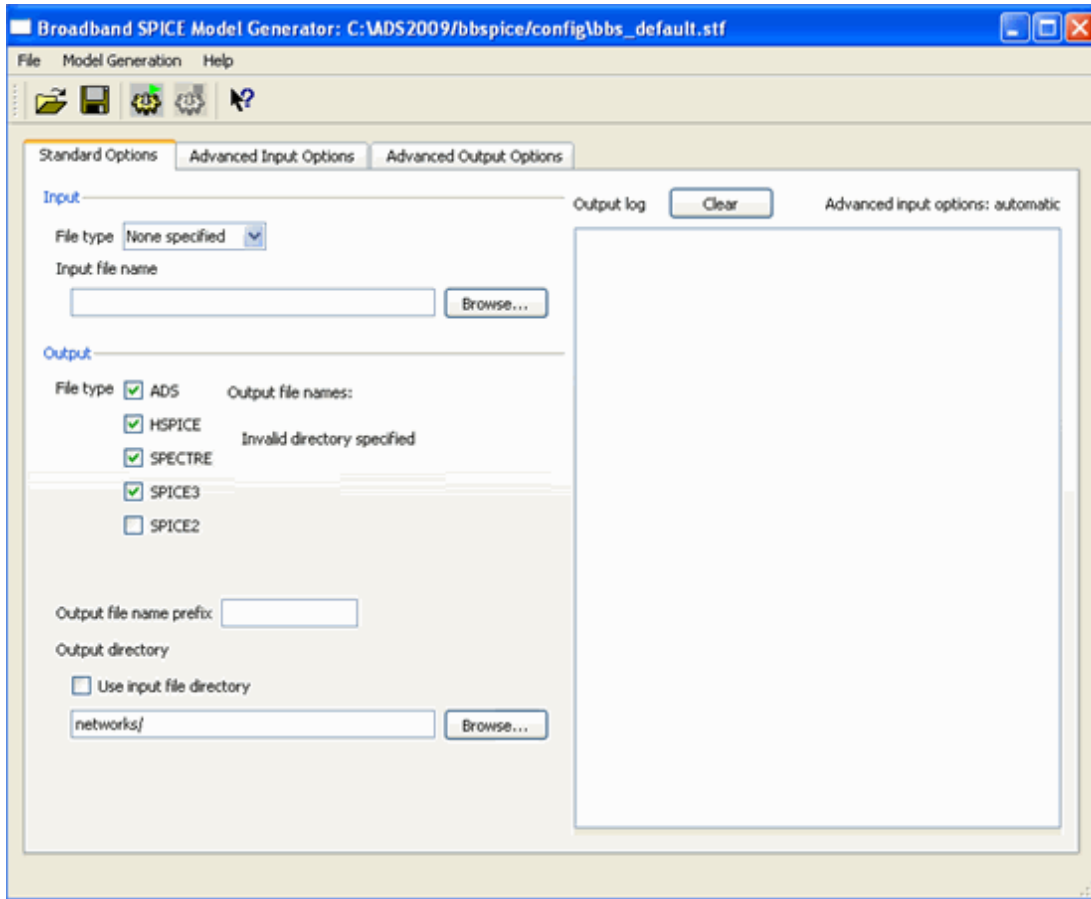 Broadband SPICE Model Generator: C:\ADS2009/bbspice/config\bbs_default.stf
File Model Generation Help
Standard Options Advanced Input Options Advanced Output Options
Input
File type None specified
Input file name
Browse...
Output
File type ADS
HSPICE
SPECTRE
SPICE3
SPICE2
Output file names:
Invalid directory specified
Output file name prefix
Output directory
Use input file directory
networks/ Browse...
Output log Clear Advanced input options: automatic